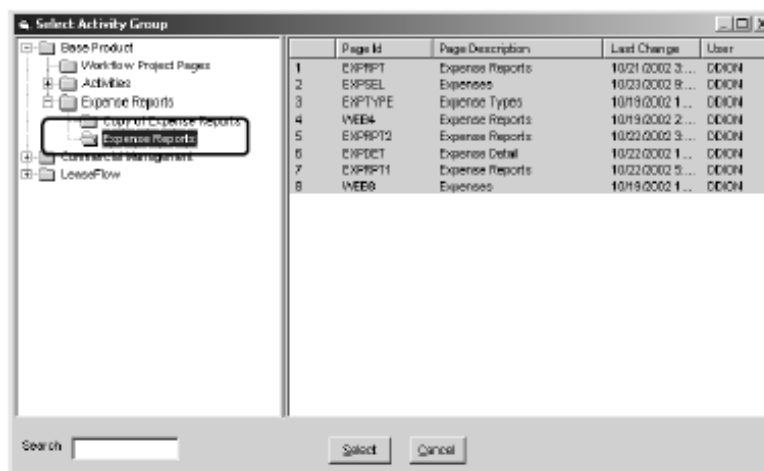 Select Activity Group
Base Product
Workflow Project Pages
Activities
Expense Reports
Copy of Expense Reports
Expense Reports
Commercial Management
LeaseFlow
Page Id Page Description Last Change User
1 EXPRPT Expense Reports 10/21/2002 3:... DDION
2 EXPSEL Expenses 10/23/2002 9:... DDION
3 EXPTYPE Expense Types 10/19/2002 1... DDION
4 WEB4 Expense Reports 10/19/2002 2:... DDION
5 EXPRPT2 Expense Reports 10/22/2002 3:... DDION
6 EXPDET Expense Detail 10/22/2002 1... DDION
7 EXPRPT1 Expense Reports 10/22/2002 5:... DDION
8 WEB8 Expenses 10/19/2002 1... DDION
Search
Select Cancel